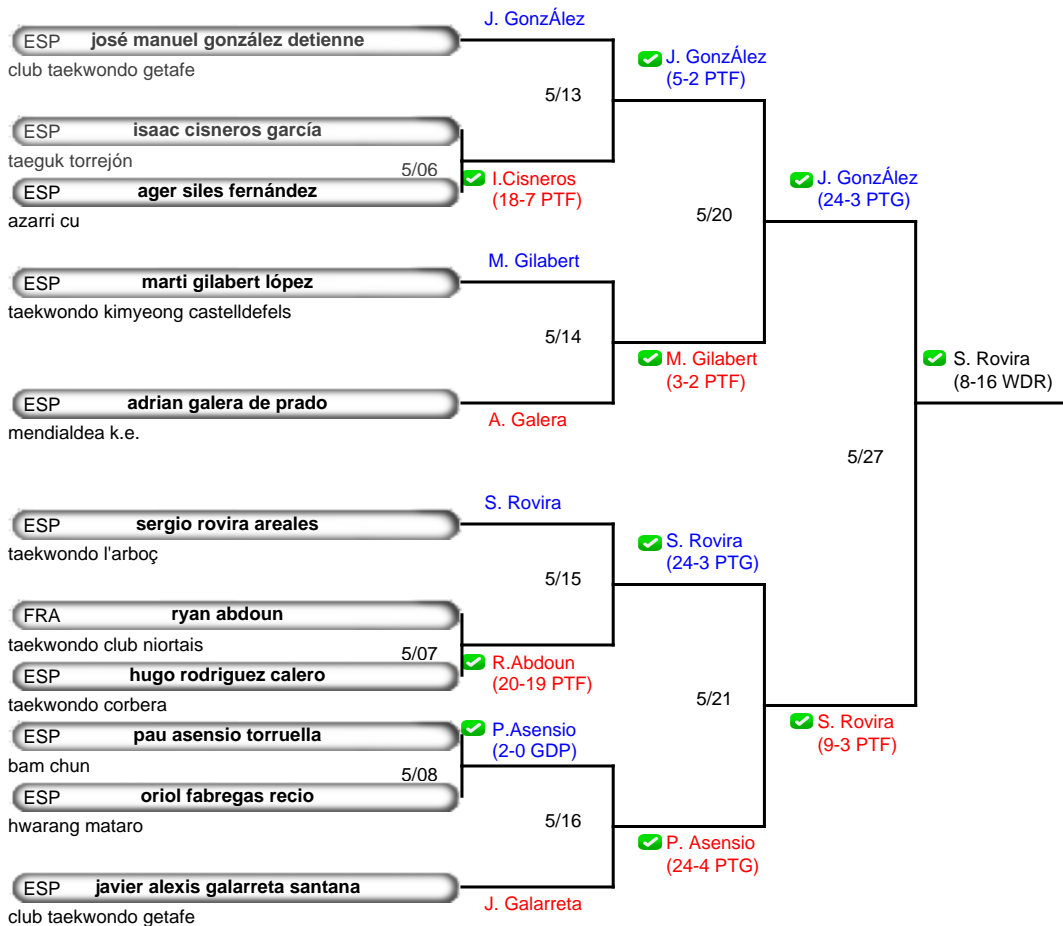 J. GonzÁlez
ESP josé manuel gonzález detienne
club taekwondo getafe
J. GonzÁlez
(5-2 PTF)
5/13
ESP isaac cisneros garcía
taeguk torrejón
5/06
I.Cisneros
(18-7 PTF)
ESP ager siles fernández
azarri cu
J. GonzÁlez
(24-3 PTG)
5/20
M. Gilabert
ESP marti gilabert lópez
taekwondo kimyeong castelldefels
5/14
M. Gilabert
(3-2 PTF)
ESP adrian galera de prado
mendialdea k.e.
A. Galera
S. Rovira
(8-16 WDR)
5/27
S. Rovira
ESP sergio rovira areales
taekwondo l'arboç
S. Rovira
(24-3 PTG)
5/15
FRA ryan abdoun
taekwondo club niortais
5/07
R.Abdoun
(20-19 PTF)
ESP hugo rodriguez calero
taekwondo corbera
5/21
S. Rovira
(9-3 PTF)
ESP pau asensio torruella
bam chun
P.Asensio
(2-0 GDP)
5/08
ESP oriol fabregas recio
hwarang mataro
5/16
P. Asensio
(24-4 PTG)
ESP javier alexis galarreta santana
club taekwondo getafe
J. Galarreta